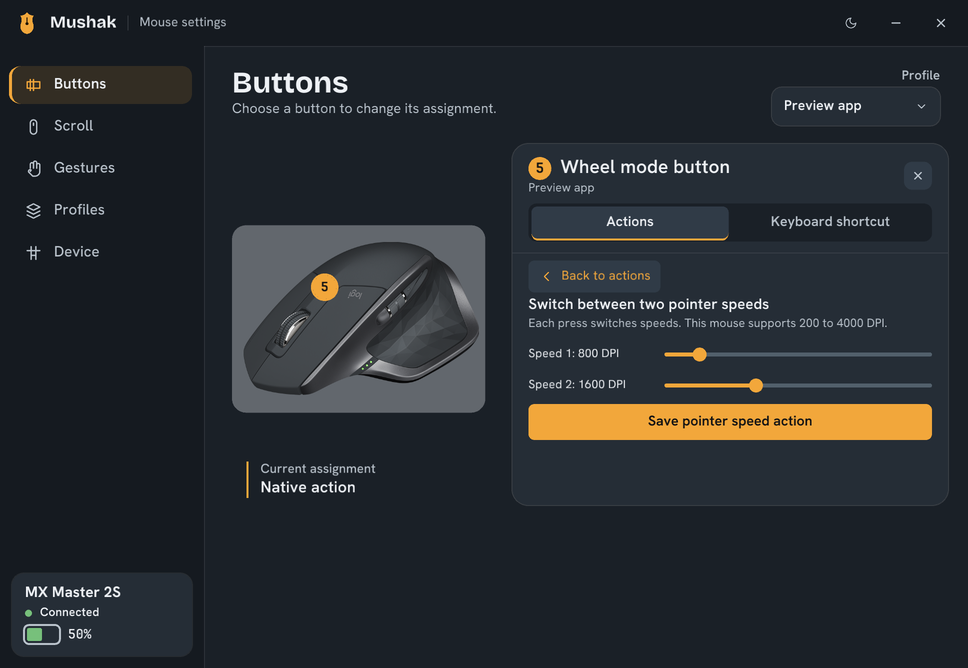 Mushak
Mouse settings
Buttons
Scroll
Gestures
Profiles
Device
MX Master 2S
Connected
50%
Buttons
Choose a button to change its assignment.
Profile
Preview app
5
logi
Current assignment
Native action
5 Wheel mode button
Preview app
Actions
Keyboard shortcut
Back to actions
Switch between two pointer speeds
Each press switches speeds. This mouse supports 200 to 4000 DPI.
Speed 1: 800 DPI
Speed 2: 1600 DPI
Save pointer speed action